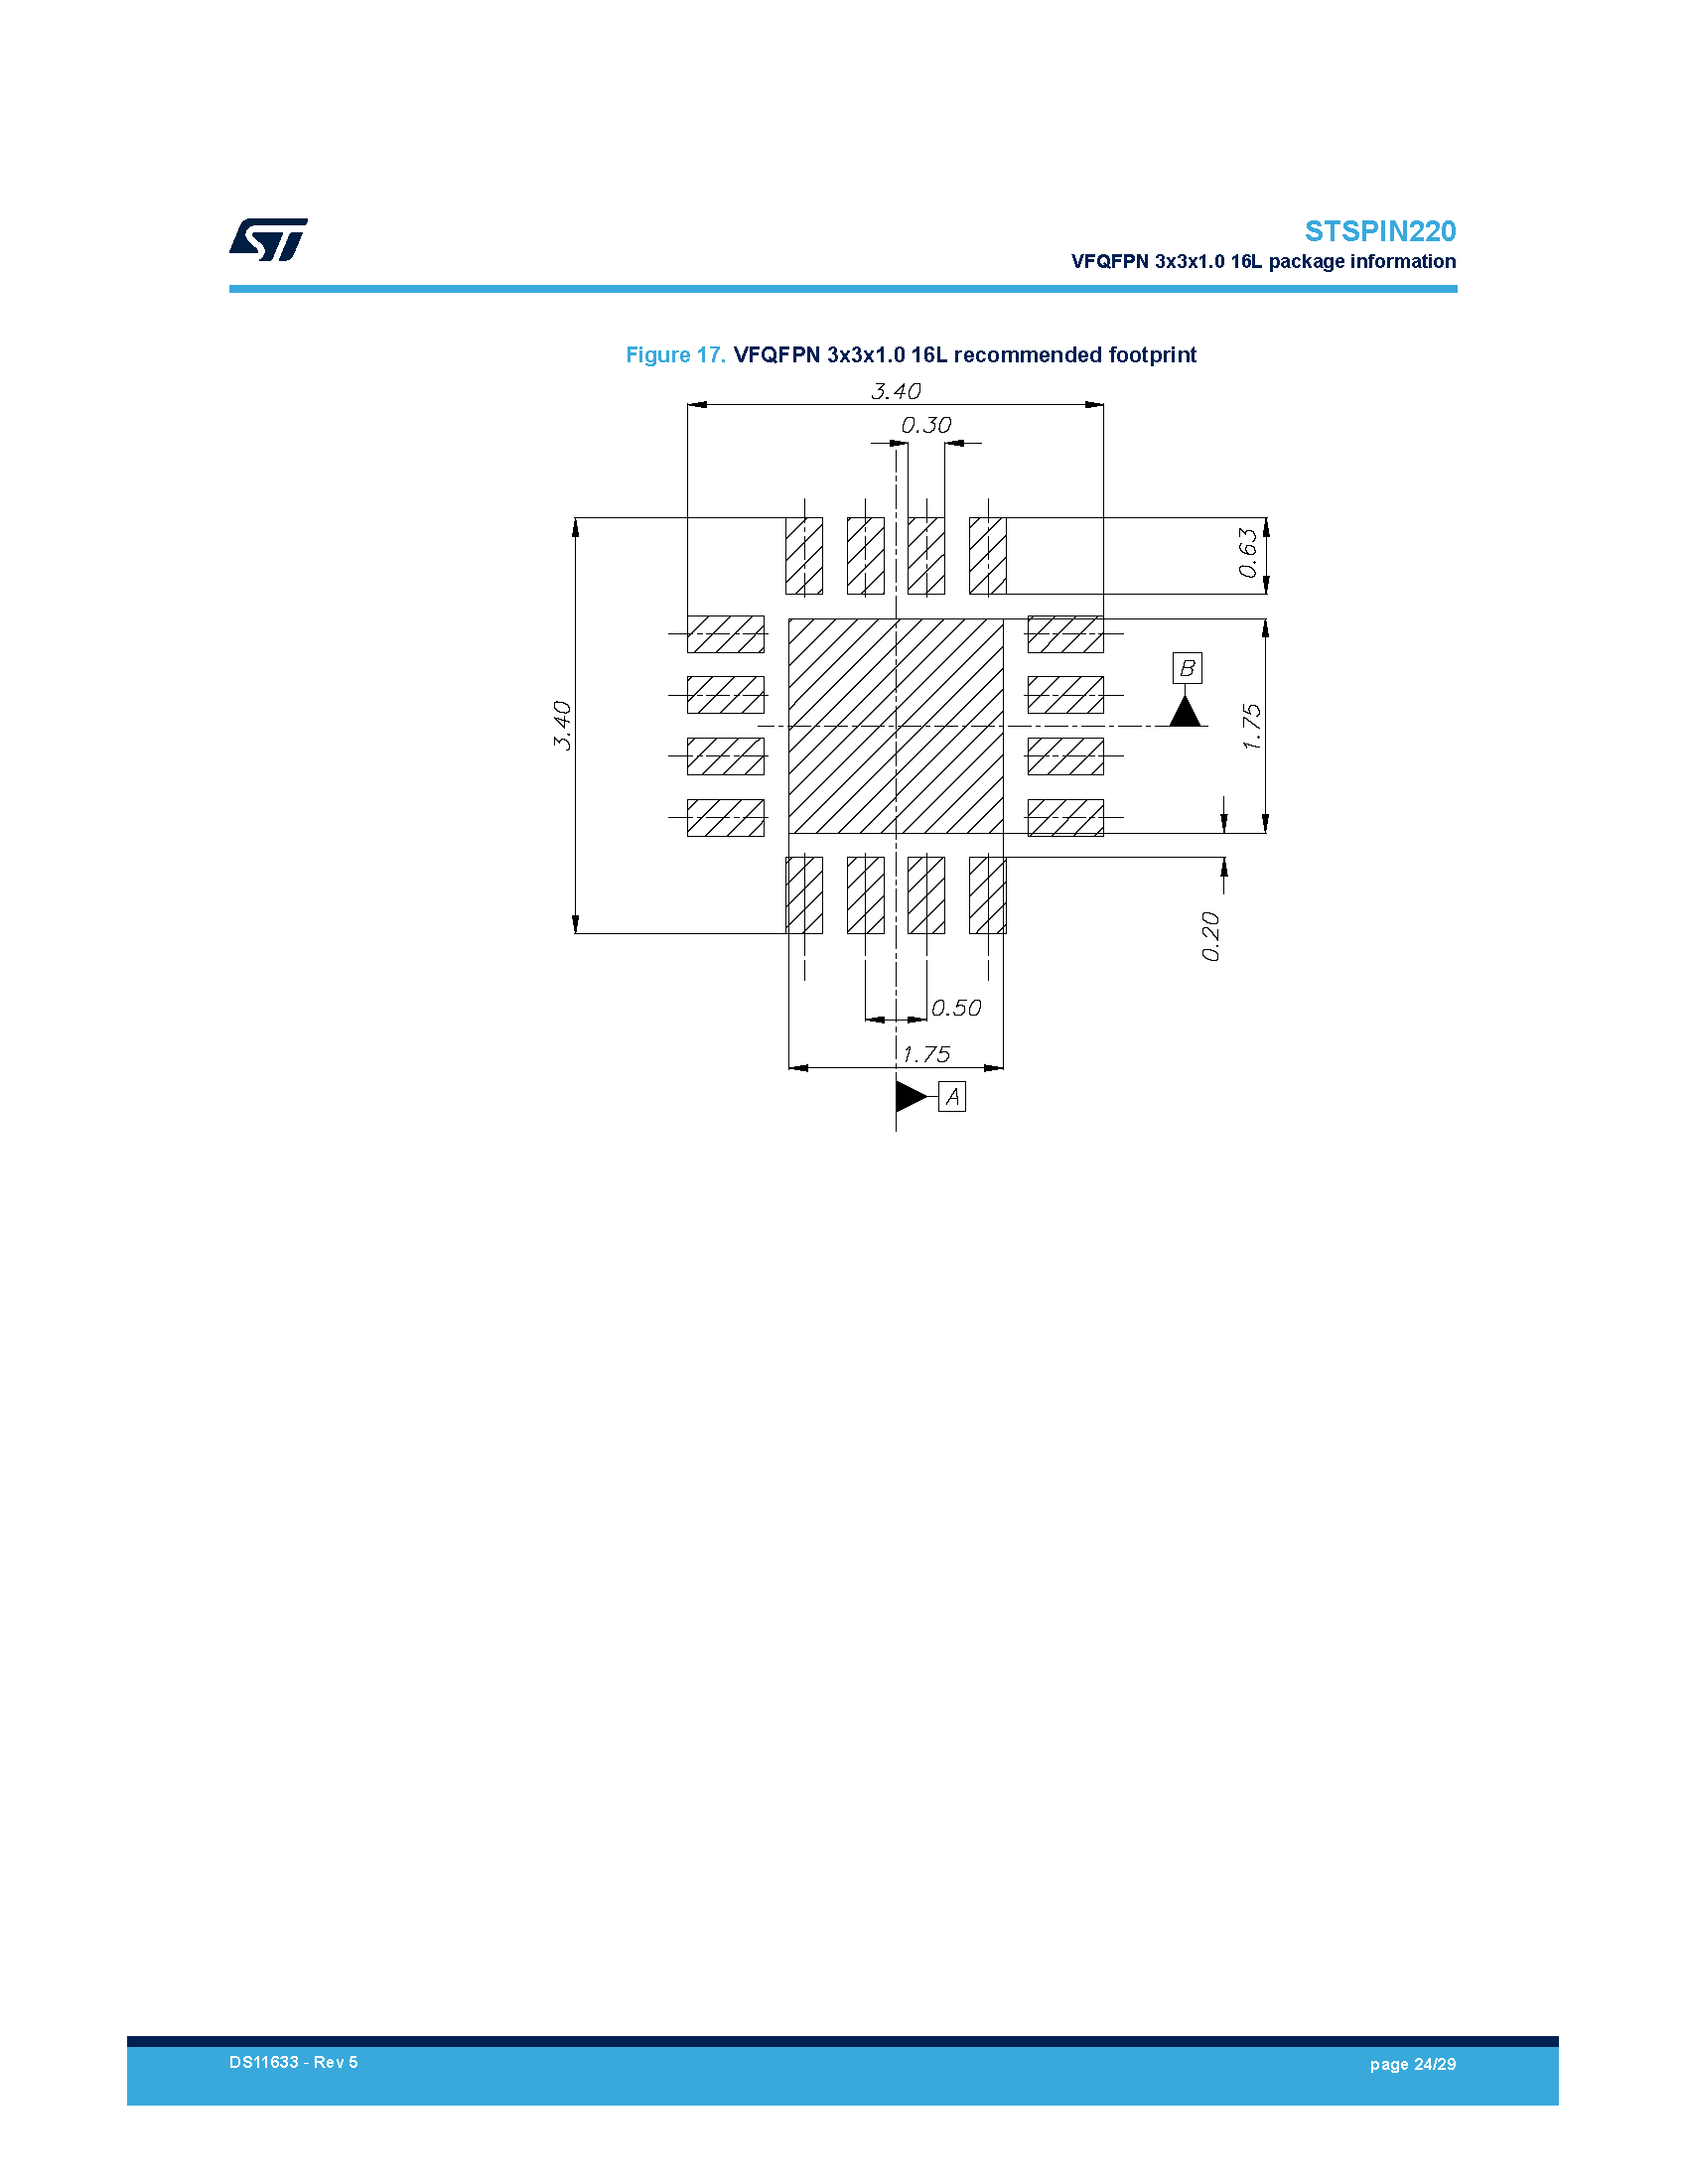 STSPIN220
VFQFPN 3x3x1.0 16L package information
Figure 17. VFQFPN 3x3x1.0 16L recommended footprint
3.40
0.30
0.63
B
3.40
1.75
0.20
0.50
1.75
A
DS11633 - Rev 5
page 24/29